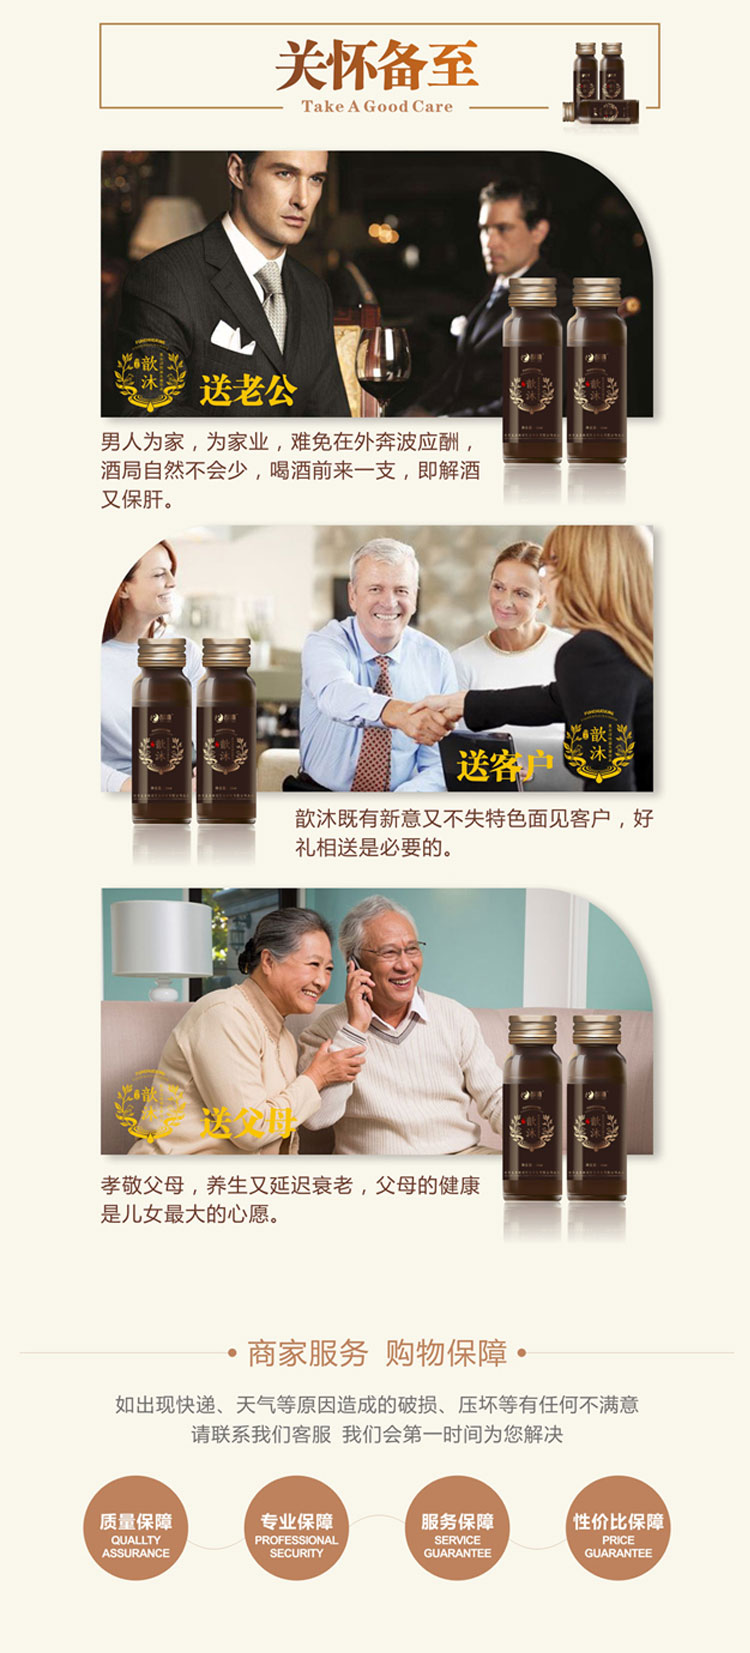 关怀备至
Take A Good Care
歆沐
送老公
男人为家，为家业，难免在外奔波应酬，
酒局自然不会少，喝酒前来一支，即解酒
又保肝。
送客户
歆沐
歆沐既有新意又不失特色面见客户，好
礼相送是必要的。
歆沐
送父母
孝敬父母，养生又延迟衰老，父母的健康
是儿女最大的心愿。
商家服务 购物保障
如出现快递、天气等原因造成的破损、压坏等有任何不满意
请联系我们客服 我们会第一时间为您解决
质量保障
QUALLTY
ASSURANCE
专业保障
PROFESSIONAL
SECURITY
服务保障
SERVICE
GUARANTEE
性价比保障
PRICE
GUARANTEE